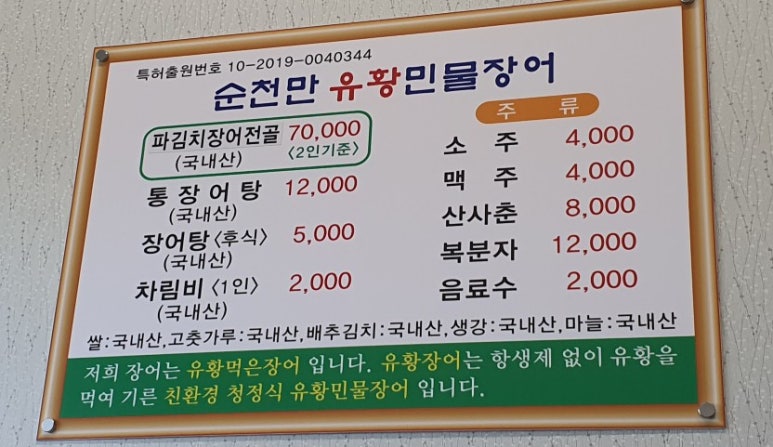 특허출원번호 10-2019-0040344
순천만 유황민물장어
파김치장어전골 70,000
(국내산) <2인기준>
통장어탕 12,000
(국내산)
장어탕<후식> 5,000
(국내산)
차림비<1인> 2,000
(국내산)
주 류
소 주 4,000
맥 주 4,000
산사춘 8,000
복분자 12,000
음료수 2,000
쌀:국내산,고춧가루:국내산,배추김치:국내산,생강:국내산,마늘:국내산
저희 장어는 유황먹은장어 입니다. 유황장어는 항생제 없이 유황을
먹여 기른 친환경 청정식 유황민물장어 입니다.